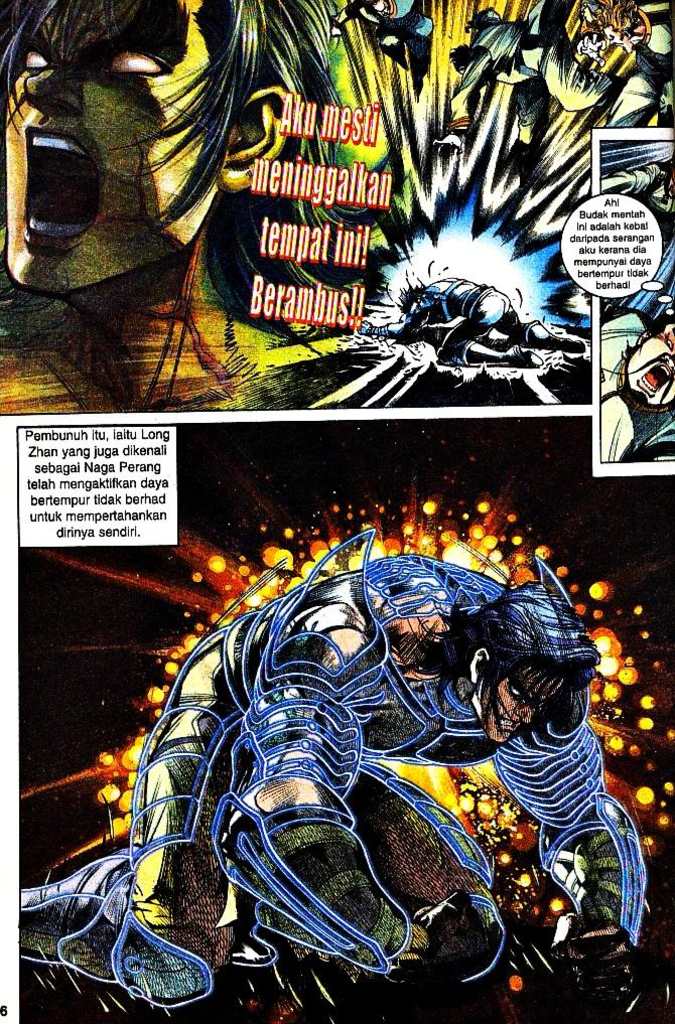 Aku mesti
meninggalkan
tempat ini!
Berambus!!
Ah!
Budak mentah
ini adalah kebal
daripada serangan
aku kerana dia
mempunyai daya
bertempur tidak
berhad!
Pembunuh itu, iaitu Long
Zhan yang juga dikenali
sebagai Naga Perang
telah mengaktifkan daya
bertempur tidak berhad
untuk mempertahankan
dirinya sendiri.
6